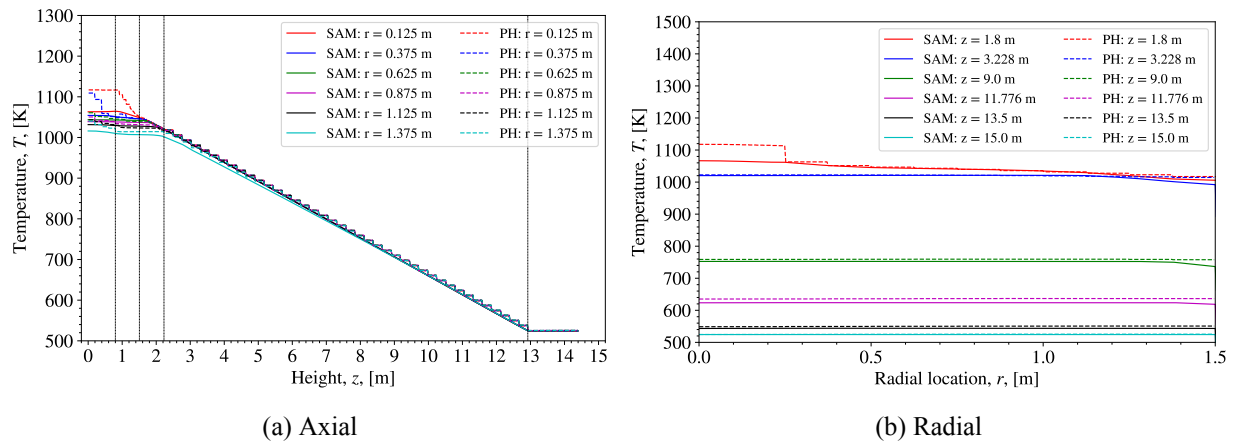 1300
1200
1100
1000
900
800
700
600
500
Temperature, T, [K]
0 1 2 3 4 5 6 7 8 9 10 11 12 13 14 15
Height, z, [m]
SAM: r = 0.125 m
SAM: r = 0.375 m
SAM: r = 0.625 m
SAM: r = 0.875 m
SAM: r = 1.125 m
SAM: r = 1.375 m
PH: r = 0.125 m
PH: r = 0.375 m
PH: r = 0.625 m
PH: r = 0.875 m
PH: r = 1.125 m
PH: r = 1.375 m
(a) Axial
1500
1400
1300
1200
1100
1000
900
800
700
600
500
Temperature, T, [K]
0.0 0.5 1.0 1.5
Radial location, r, [m]
SAM: z = 1.8 m
SAM: z = 3.228 m
SAM: z = 9.0 m
SAM: z = 11.776 m
SAM: z = 13.5 m
SAM: z = 15.0 m
PH: z = 1.8 m
PH: z = 3.228 m
PH: z = 9.0 m
PH: z = 11.776 m
PH: z = 13.5 m
PH: z = 15.0 m
(b) Radial